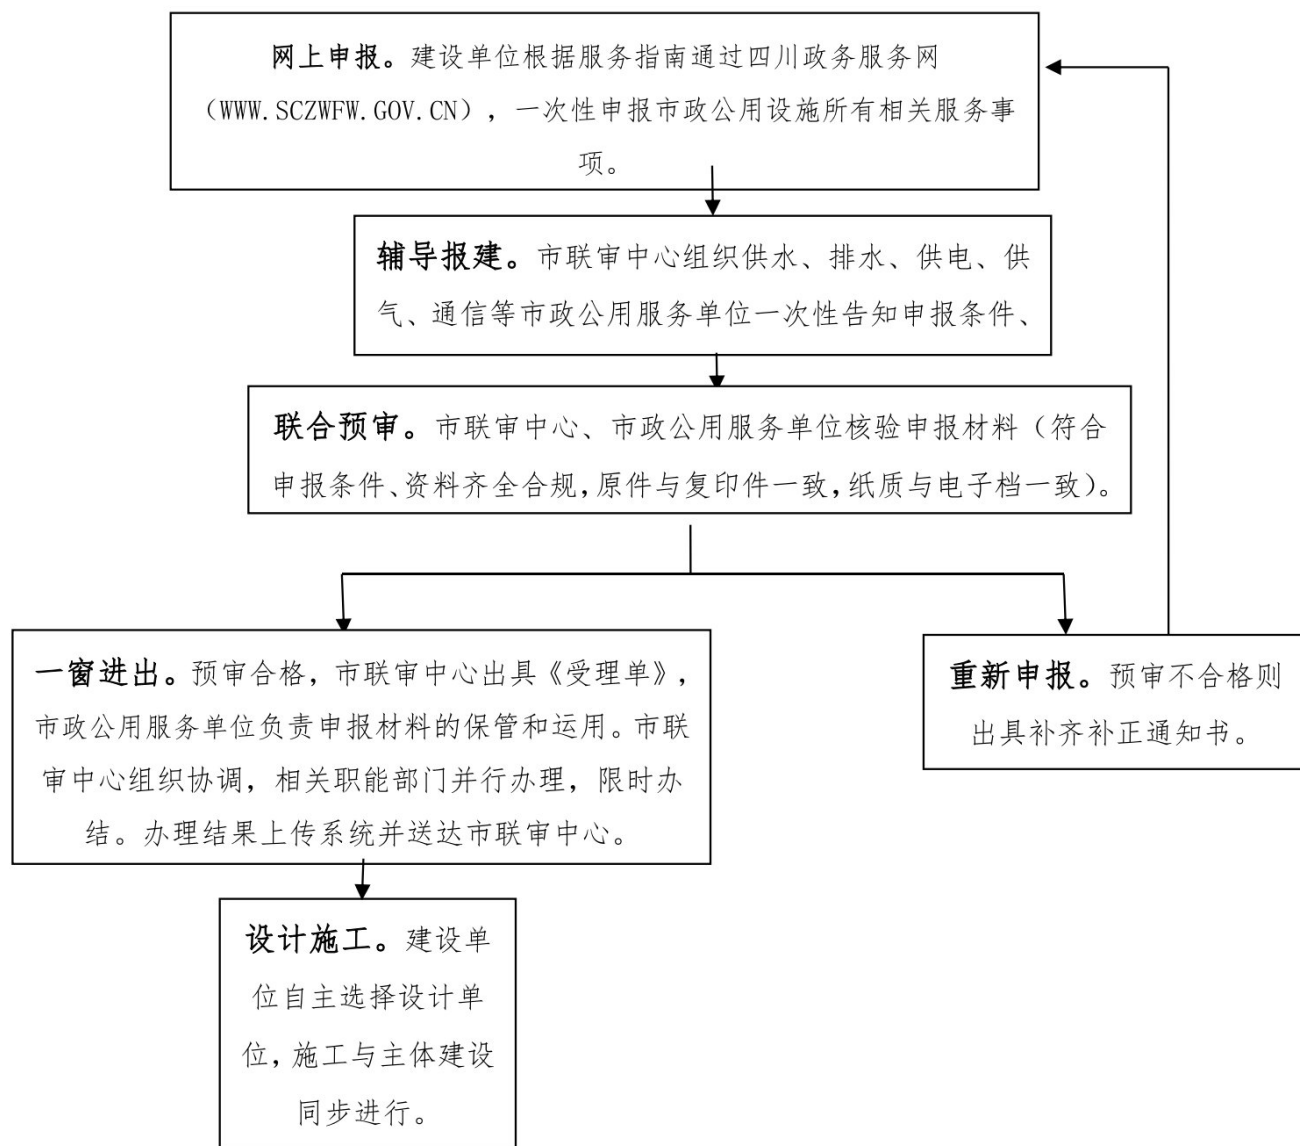 网上申报。建设单位根据服务指南通过四川政务服务网
（WWW.SCZWFW.GOV.CN），一次性申报市政公用设施所有相关服务事
项。
辅导报建。市联审中心组织供水、排水、供电、供
气、通信等市政公用服务单位一次性告知申报条件、
联合预审。市联审中心、市政公用服务单位核验申报材料（符合
申报条件、资料齐全合规，原件与复印件一致，纸质与电子档一致）。
一窗进出。预审合格，市联审中心出具《受理单》，
市政公用服务单位负责申报材料的保管和运用。市联
审中心组织协调，相关职能部门并行办理，限时办
结。办理结果上传系统并送达市联审中心。
重新申报。预审不合格则
出具补齐补正通知书。
设计施工。建设单
位自主选择设计单
位，施工与主体建设
同步进行。